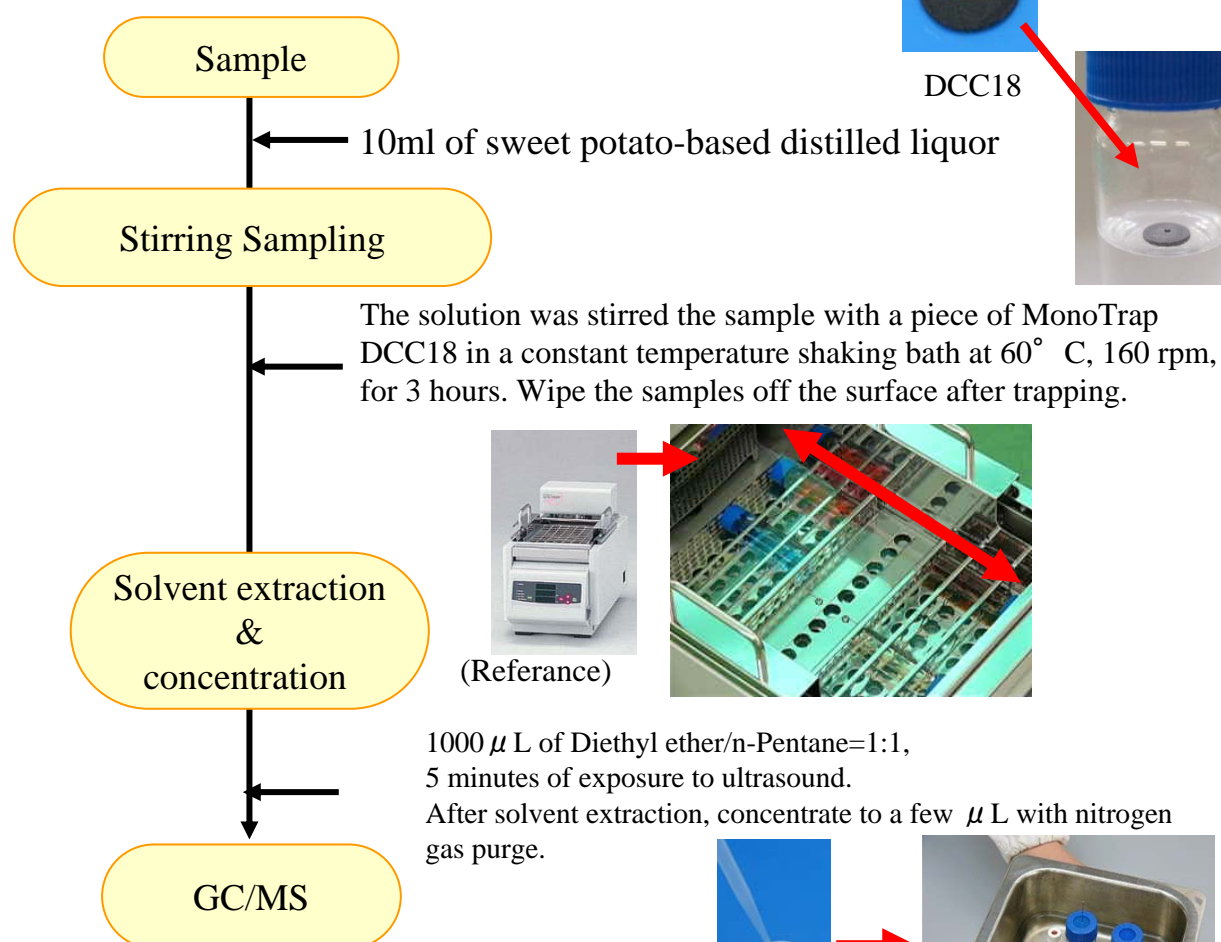 Sample
DCC18
10ml of sweet potato-based distilled liquor
Stirring Sampling
The solution was stirred the sample with a piece of MonoTrap
DCC18 in a constant temperature shaking bath at 60° C, 160 rpm,
for 3 hours. Wipe the samples off the surface after trapping.
Solvent extraction
&
concentration
(Referance)
1000 μ L of Diethyl ether/n-Pentane=1:1,
5 minutes of exposure to ultrasound.
After solvent extraction, concentrate to a few μ L with nitrogen
gas purge.
GC/MS